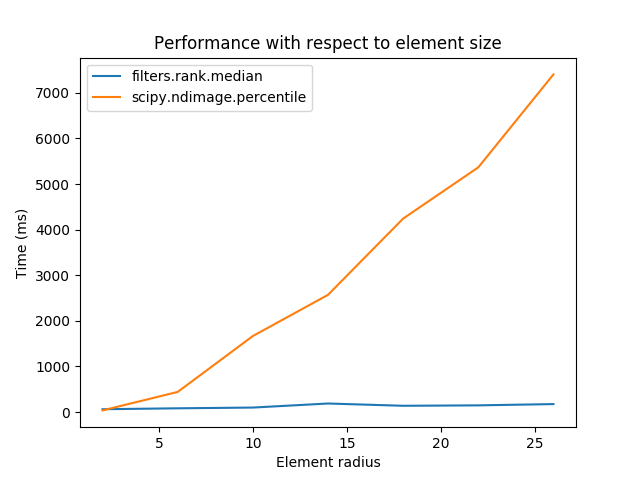 Performance with respect to element size
filters.rank.median
scipy.ndimage.percentile
7000
6000
5000
4000
3000
2000
1000
0
Time (ms)
5
10
15
20
25
Element radius